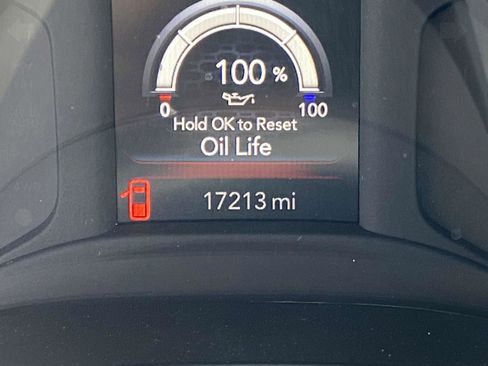 100 %
0 100
Hold OK to Reset
Oil Life
17213 mi